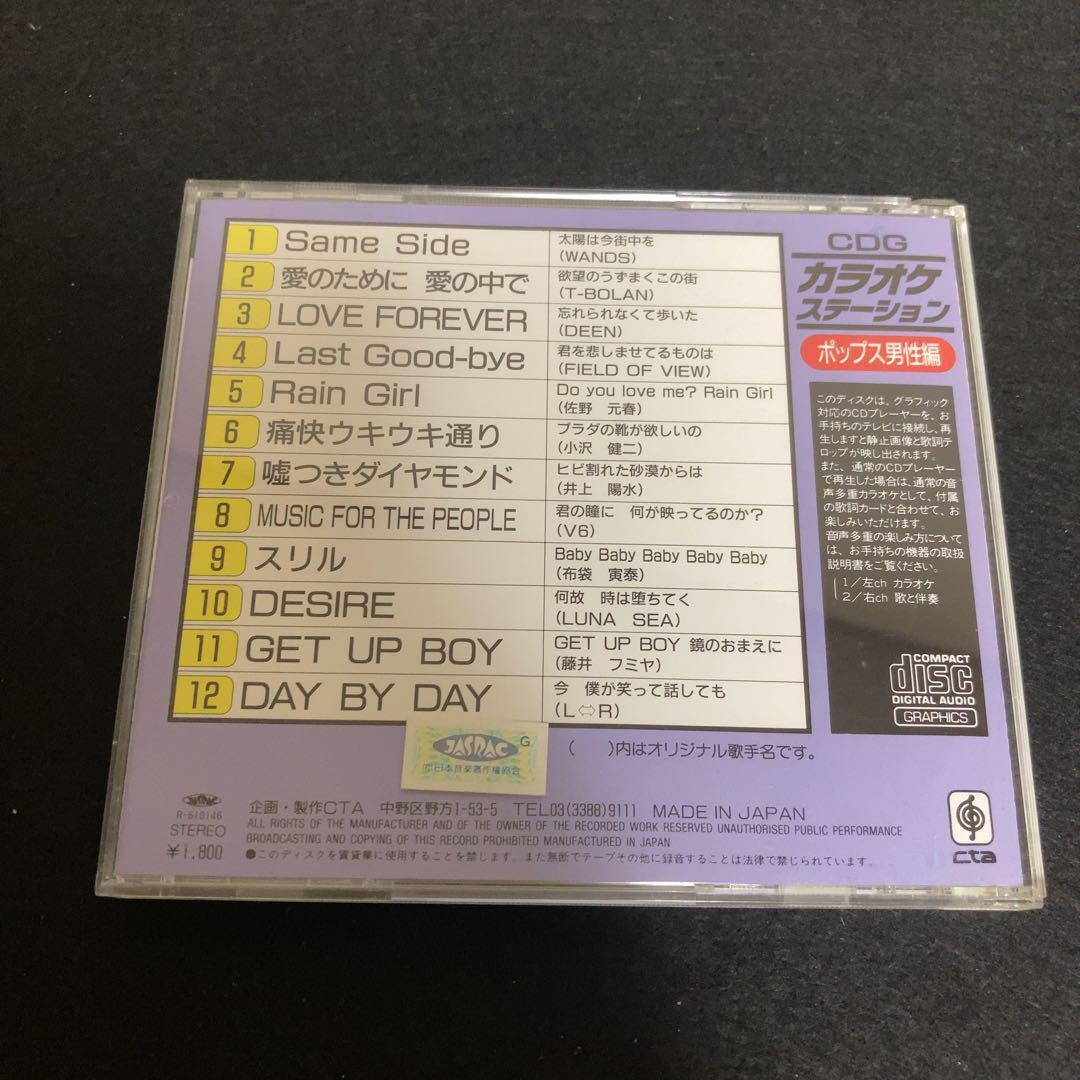 1 Same Side 太陽は今街中を
(WANDS)
2 愛のために 愛の中で 欲望のうずまくこの街
(T-BOLAN)
3 LOVE FOREVER 忘れられなくて歩いた
(DEEN)
4 Last Good-bye 君を悲しませてるものは
(FIELD OF VIEW)
5 Rain Girl Do you love me? Rain Girl
(佐野 元春)
6 痛快ウキウキ通り プラダの靴が欲しいの
(小沢 健二)
7 嘘つきダイヤモンド ヒビ割れた砂漠からは
(井上 陽水)
8 MUSIC FOR THE PEOPLE 君の瞳に 何が映ってるのか?
(V6)
9 スリル Baby Baby Baby Baby Baby
(布袋 寅泰)
10 DESIRE 何故 時は堕ちてく
(LUNA SEA)
11 GET UP BOY GET UP BOY 鏡のおまえに
(藤井 フミヤ)
12 DAY BY DAY 今 僕が笑って話しても
(L⇔R)
( )内はオリジナル歌手名です。
CDG
カラオケ
ステーション
ポップス男性編
このディスクは、グラフィック
対応のCDプレーヤーを、お
手持ちのテレビに接続し、再
生しますと静止画像と歌詞テ
ロップが映し出されます。
また、通常のCDプレーヤー
で再生した場合は、通常の音
声多重カラオケとして、付属
の歌詞カードと合わせて、お
楽しみいただけます。
音声多重の楽しみ方について
は、お手持ちの機器の取扱
説明書をご覧ください。
1/左ch カラオケ
2/右ch 歌と伴奏
COMPACT
disc
DIGITAL AUDIO
GRAPHICS
JASRAC G
日本音楽著作権協会
JASRAC
R-610146
STEREO
¥1,800
企画・製作CTA 中野区野方1-53-5 TEL03(3388)9111 MADE IN JAPAN
ALL RIGHTS OF THE MANUFACTURER AND OF THE OWNER OF THE RECORDED WORK RESERVED UNAUTHORISED PUBLIC PERFORMANCE
BROADCASTING AND COPYING OF THIS RECORD PROHIBITED MANUFACTURED IN JAPAN
●このディスクを賃貸業に使用することを禁じます。また無断でテープその他に録音することは法律で禁じられています。
cta